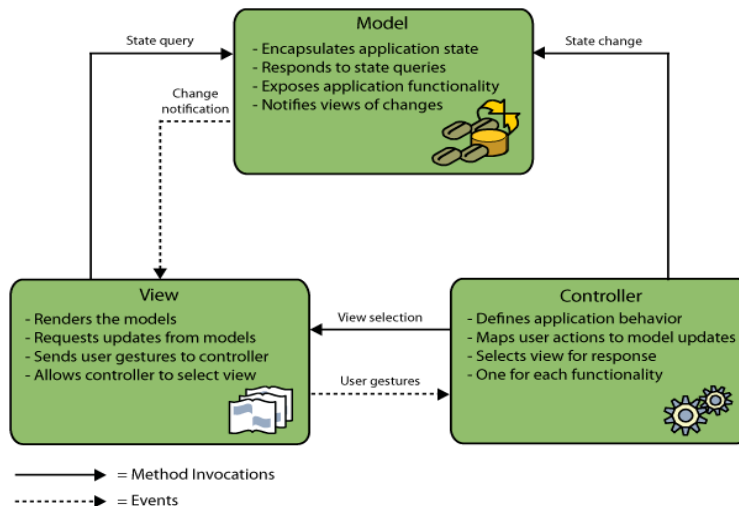 Model
- Encapsulates application state
- Responds to state queries
- Exposes application functionality
- Notifies views of changes
State query
State change
Change
notification
View
- Renders the models
- Requests updates from models
- Sends user gestures to controller
- Allows controller to select view
View selection
User gestures
Controller
- Defines application behavior
- Maps user actions to model updates
- Selects view for response
- One for each functionality
= Method Invocations
= Events